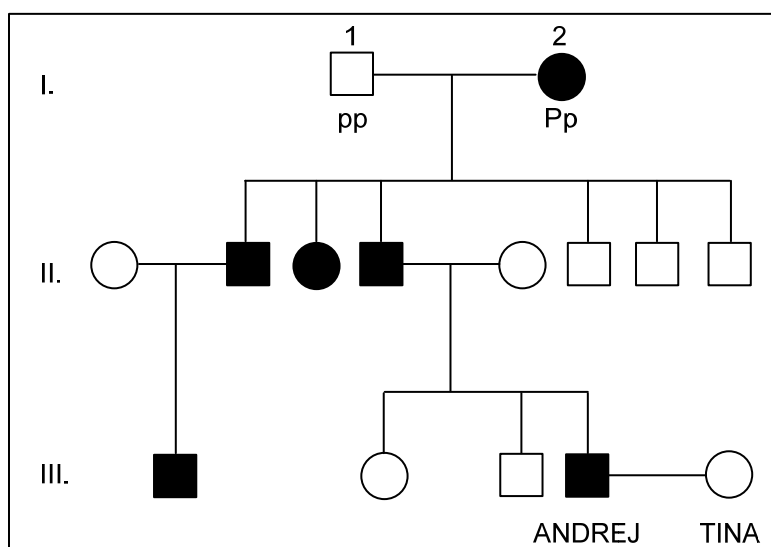 1 2
I.
pp Pp
II.
III.
ANDREJ TINA